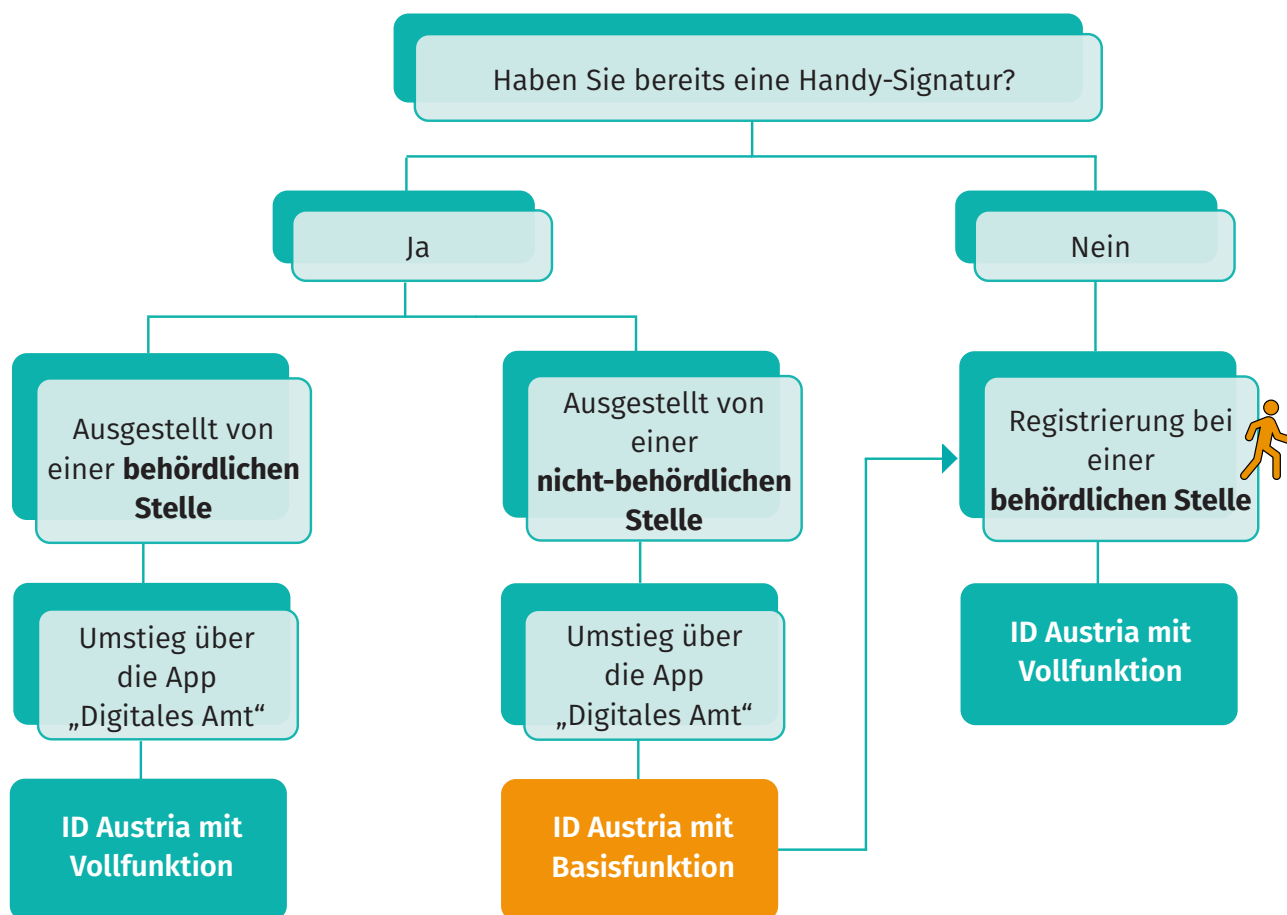 Haben Sie bereits eine Handy-Signatur?
Ja
Nein
Ausgestellt von
einer behördlichen
Stelle
Ausgestellt von
einer
nicht-behördlichen
Stelle
Registrierung bei
einer
behördlichen Stelle
Umstieg über
die App
„Digitales Amt“
Umstieg über
die App
„Digitales Amt“
ID Austria mit
Vollfunktion
ID Austria mit
Vollfunktion
ID Austria mit
Basisfunktion